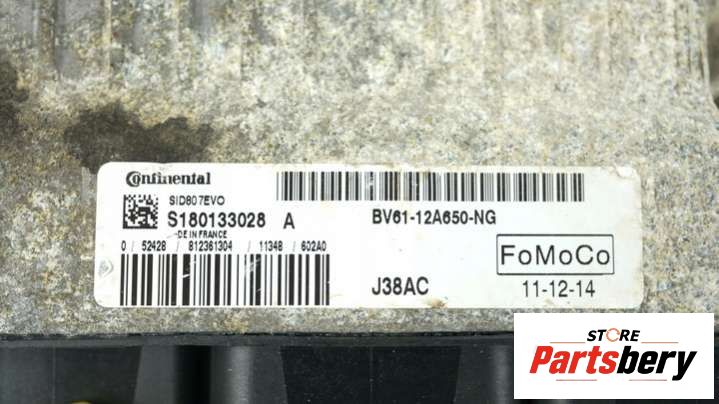 Continental
SID807EVO
S180133028 A
DE IN FRANCE
0 / 52428 / 812361304 / 11348 / 602A0
BV61-12A650-NG
J38AC
FoMoCo
11-12-14
STORE
Partsbery